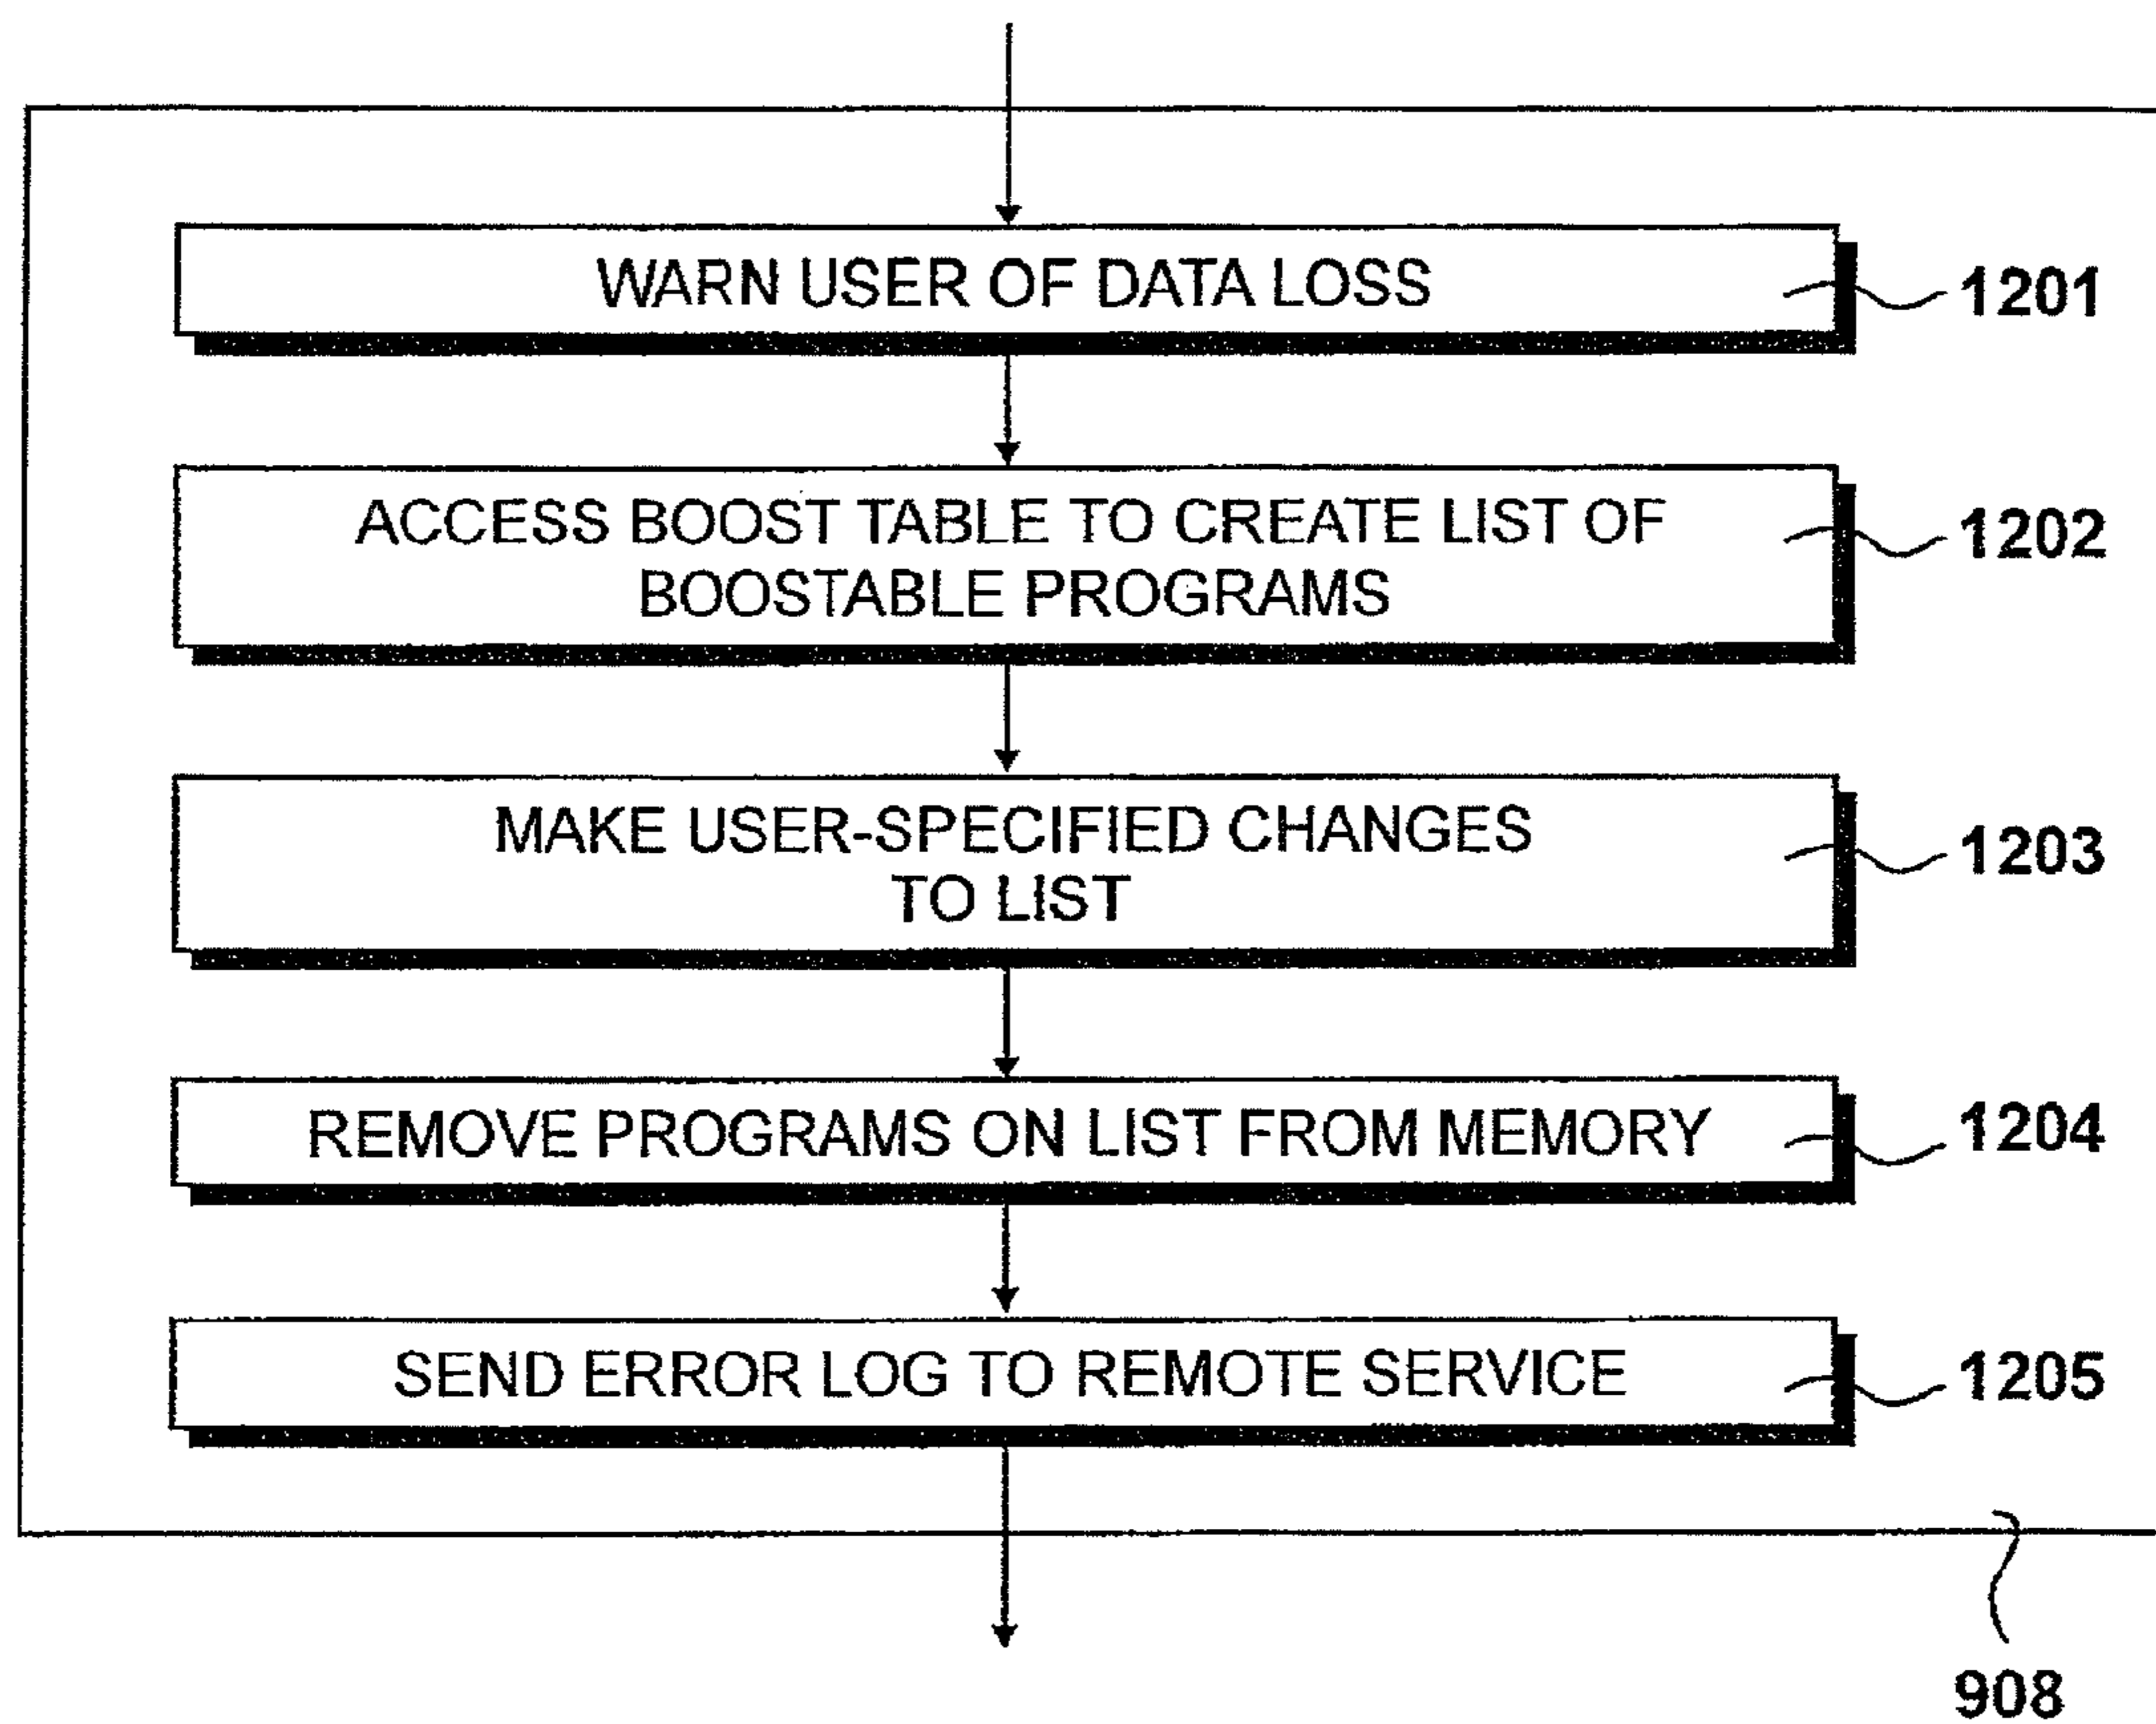 WARN USER OF DATA LOSS
1201
ACCESS BOOST TABLE TO CREATE LIST OF
BOOSTABLE PROGRAMS
1202
MAKE USER-SPECIFIED CHANGES
TO LIST
1203
REMOVE PROGRAMS ON LIST FROM MEMORY
1204
SEND ERROR LOG TO REMOTE SERVICE
1205
908